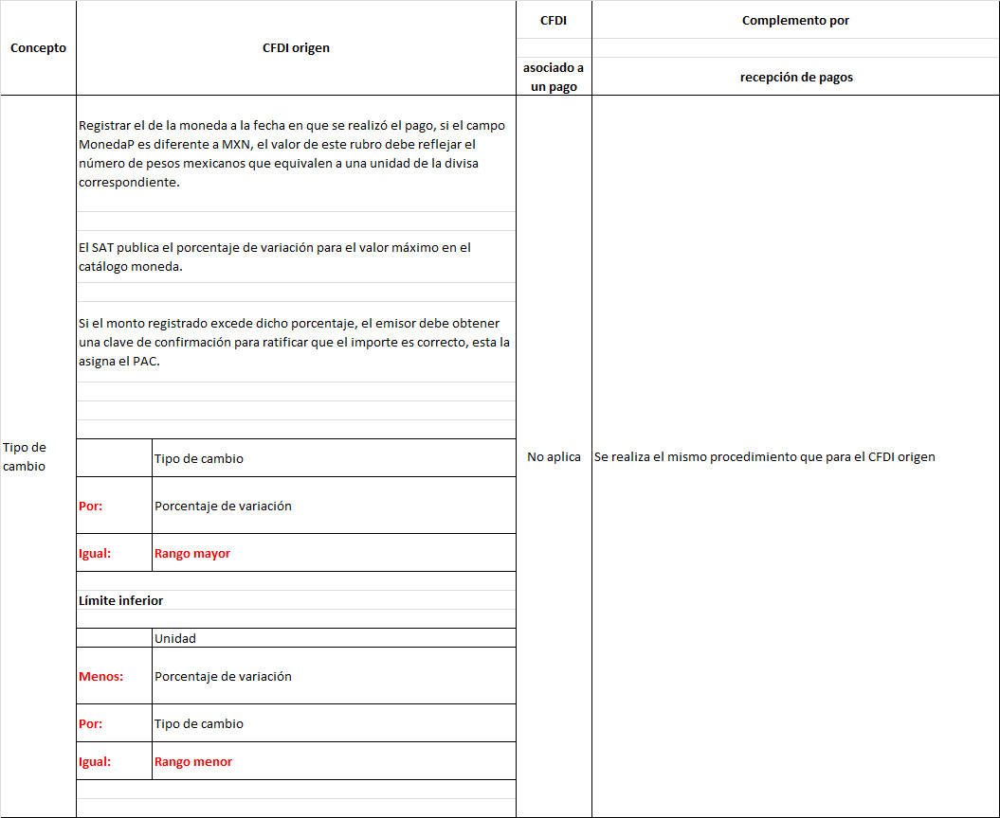 Concepto
CFDI origen
CFDI
asociado a
un pago
Complemento por
recepción de pagos
Tipo de
cambio
Registrar el de la moneda a la fecha en que se realizó el pago, si el campo
MonedaP es diferente a MXN, el valor de este rubro debe reflejar el
número de pesos mexicanos que equivalen a una unidad de la divisa
correspondiente.
El SAT publica el porcentaje de variación para el valor máximo en el
catálogo moneda.
Si el monto registrado excede dicho porcentaje, el emisor debe obtener
una clave de confirmación para ratificar que el importe es correcto, esta la
asigna el PAC.
Tipo de cambio
Por: Porcentaje de variación
Igual: Rango mayor
Límite inferior
Unidad
Menos: Porcentaje de variación
Por: Tipo de cambio
Igual: Rango menor
No aplica
Se realiza el mismo procedimiento que para el CFDI origen